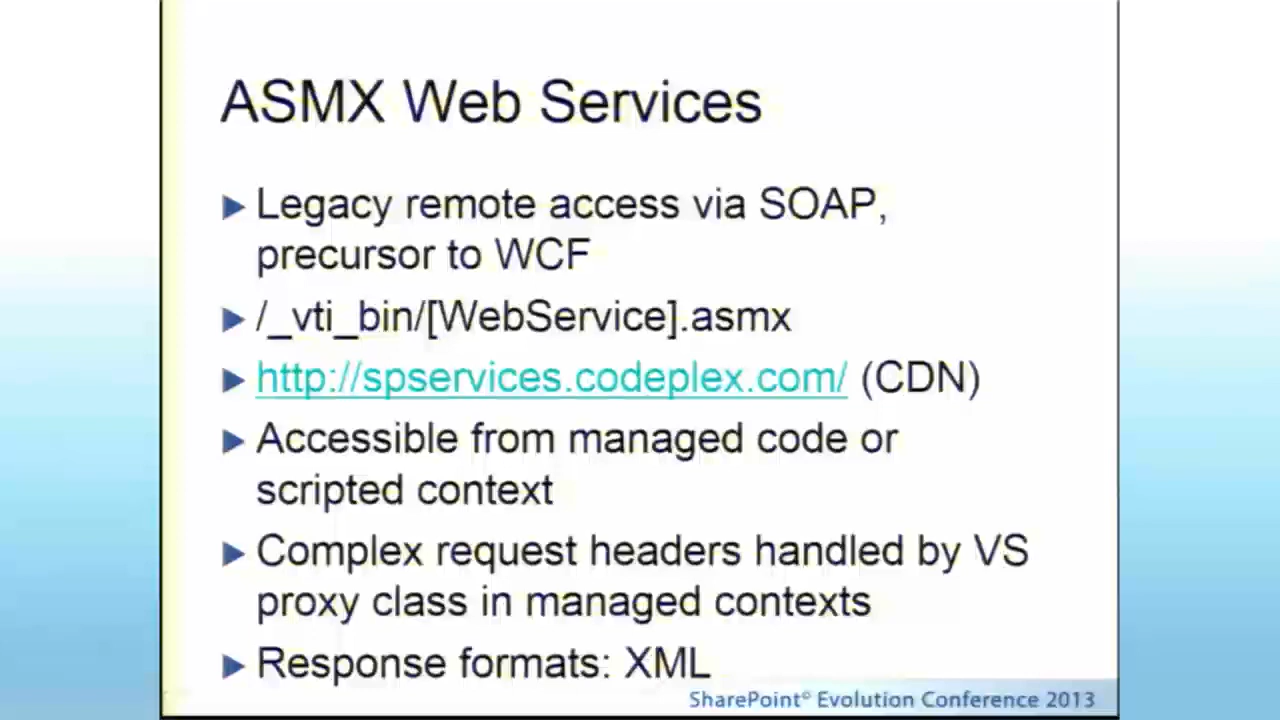 ASMX Web Services
Legacy remote access via SOAP,
precursor to WCF
/_vti_bin/[WebService].asmx
http://spservices.codeplex.com/ (CDN)
Accessible from managed code or
scripted context
Complex request headers handled by VS
proxy class in managed contexts
Response formats: XML
SharePoint® Evolution Conference 2013